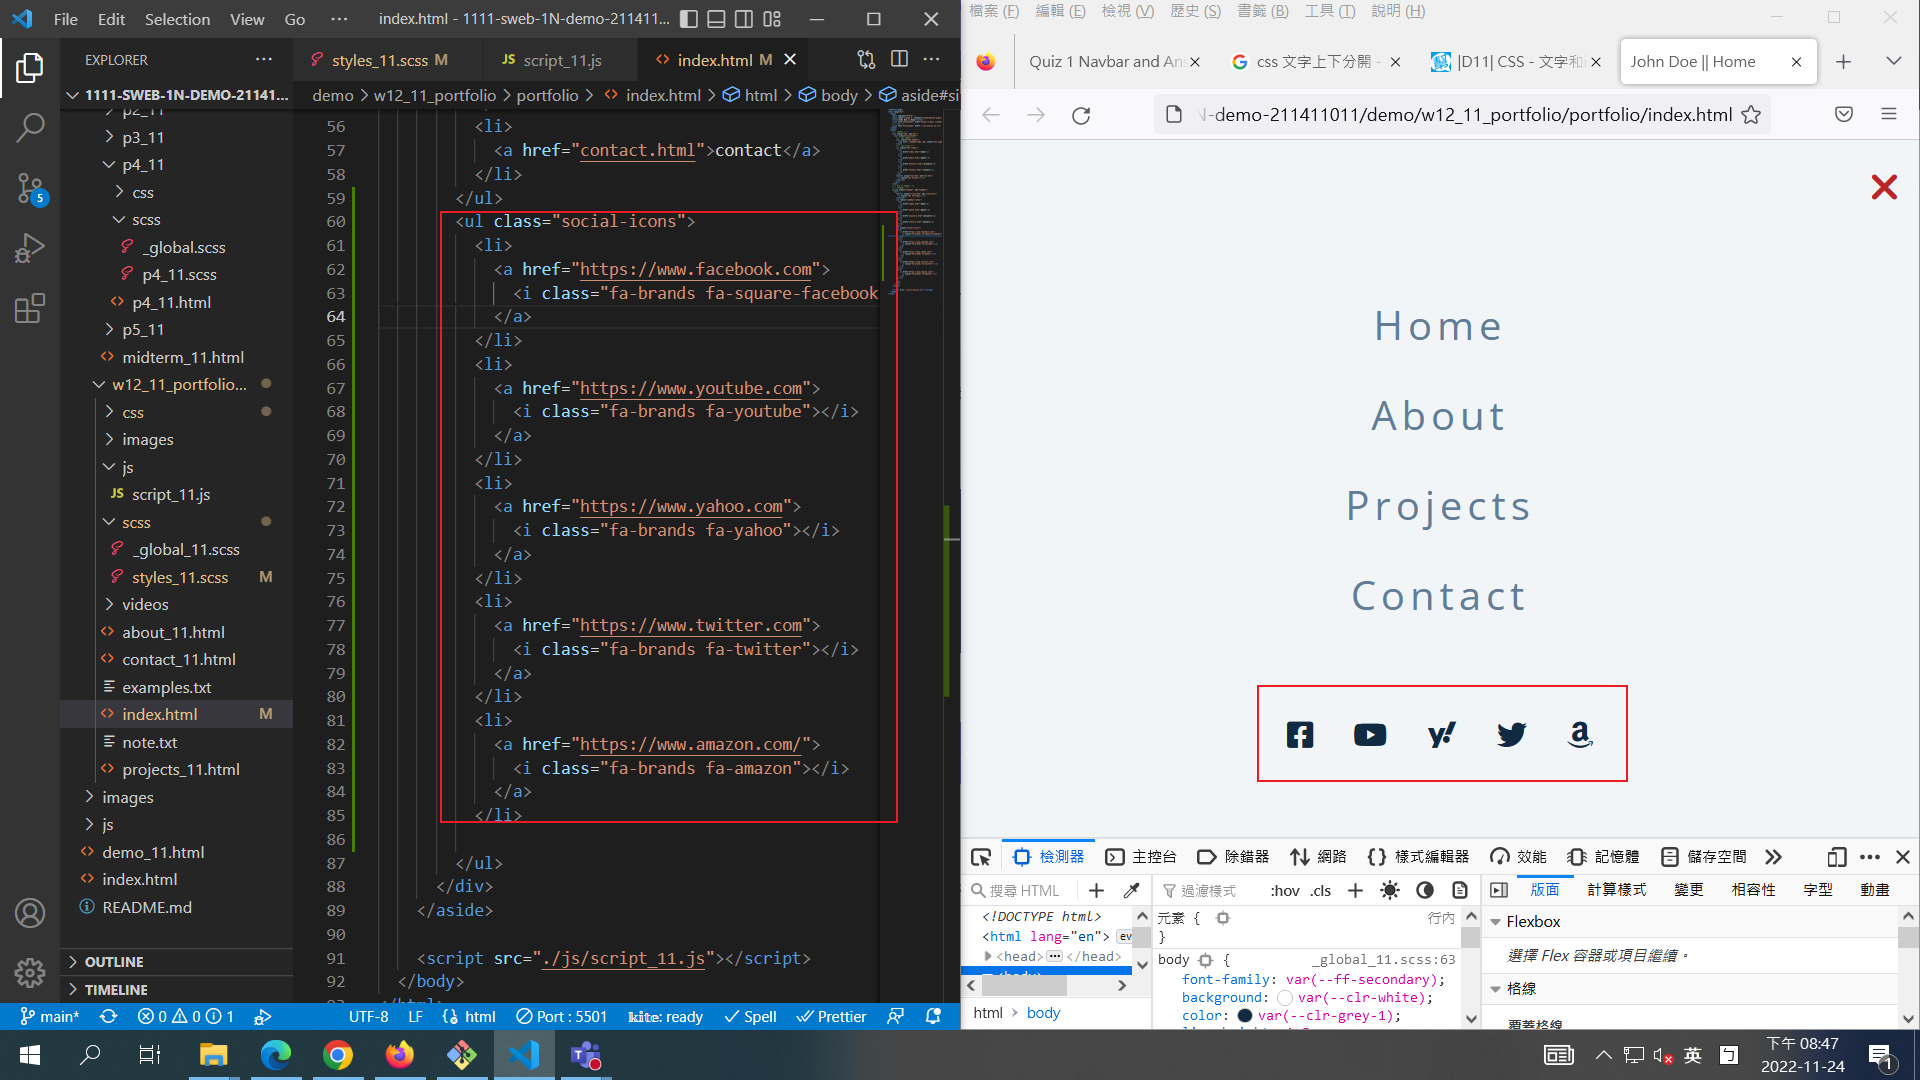 File Edit Selection View Go ··· index.html - 1111-sweb-1N-demo-211411...
EXPLORER ···
1111-SWEB-1N-DEMO-21141...
p2_11
p3_11
p4_11
css
scss
_global.scss
p4_11.scss
p4_11.html
p5_11
midterm_11.html
w12_11_portfolio...
css
images
js
JS script_11.js
scss
_global_11.scss
styles_11.scss M
videos
about_11.html
contact_11.html
examples.txt
index.html M
note.txt
projects_11.html
images
js
demo_11.html
index.html
README.md
OUTLINE
TIMELINE
5
styles_11.scss M JS script_11.js index.html M
demo > w12_11_portfolio > portfolio > index.html > html > body > aside#si
56 <li>
57 <a href="contact.html">contact</a>
58 </li>
59 </ul>
60 <ul class="social-icons">
61 <li>
62 <a href="https://www.facebook.com">
63 <i class="fa-brands fa-square-facebook
64 </a>
65 </li>
66 <li>
67 <a href="https://www.youtube.com">
68 <i class="fa-brands fa-youtube"></i>
69 </a>
70 </li>
71 <li>
72 <a href="https://www.yahoo.com">
73 <i class="fa-brands fa-yahoo"></i>
74 </a>
75 </li>
76 <li>
77 <a href="https://www.twitter.com">
78 <i class="fa-brands fa-twitter"></i>
79 </a>
80 </li>
81 <li>
82 <a href="https://www.amazon.com/">
83 <i class="fa-brands fa-amazon"></i>
84 </a>
85 </li>
86
87 </ul>
88 </div>
89 </aside>
90
91 <script src="./js/script_11.js"></script>
92 </body>
main* 0 0 1 UTF-8 LF html Port : 5501 kite: ready Spell Prettier
檔案 (F) 編輯 (E) 檢視 (V) 歷史 (S) 書籤 (B) 工具 (T) 說明 (H)
Quiz 1 Navbar and An css 文字上下分開 - |D11| CSS - 文字和 John Doe || Home
-demo-211411011/demo/w12_11_portfolio/portfolio/index.html
Home
About
Projects
Contact
檢測器 主控台 除錯器 網路 樣式編輯器 效能 記憶體 儲存空間
搜尋 HTML
<!DOCTYPE html>
<html lang="en"> ev
<head> ··· </head>
<body>
html > body
過濾樣式 :hov .cls
元素 { 行內
}
body { _global_11.scss:63
font-family: var(--ff-secondary);
background: var(--clr-white);
color: var(--clr-grey-1);
版面 計算樣式 變更 相容性 字型 動畫
Flexbox
選擇 Flex 容器或項目繼續。
格線
覆蓋格線
英
下午 08:47
2022-11-24
1